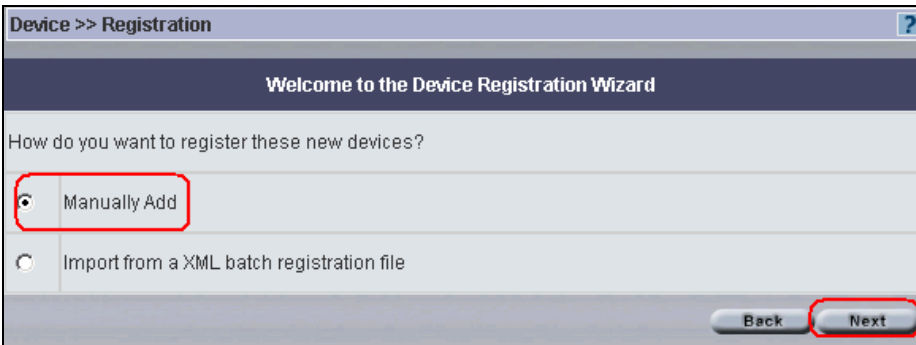 Device >> Registration ?
Welcome to the Device Registration Wizard
How do you want to register these new devices?
Manually Add
Import from a XML batch registration file
Back Next